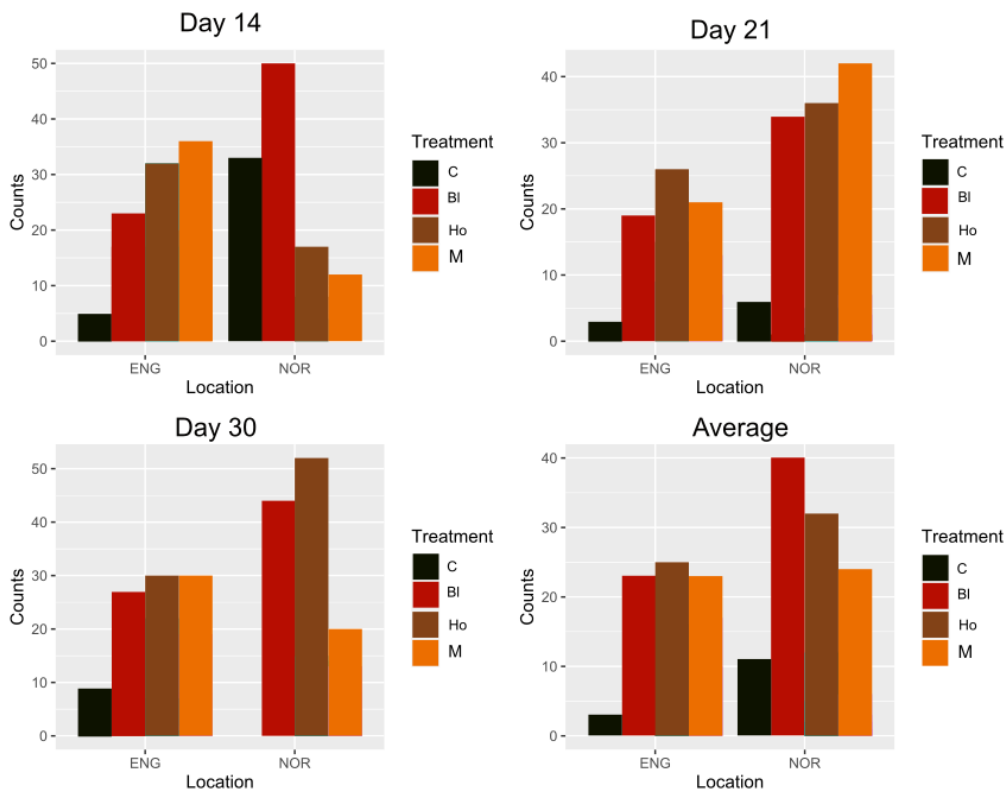 Day 14
50
40
30
20
10
0
Counts
ENG
NOR
Location
Treatment
C
Bl
Ho
M
Day 21
40
30
20
10
0
Counts
ENG
NOR
Location
Treatment
C
Bl
Ho
M
Day 30
50
40
30
20
10
0
Counts
ENG
NOR
Location
Treatment
C
Bl
Ho
M
Average
40
30
20
10
0
Counts
ENG
NOR
Location
Treatment
C
Bl
Ho
M